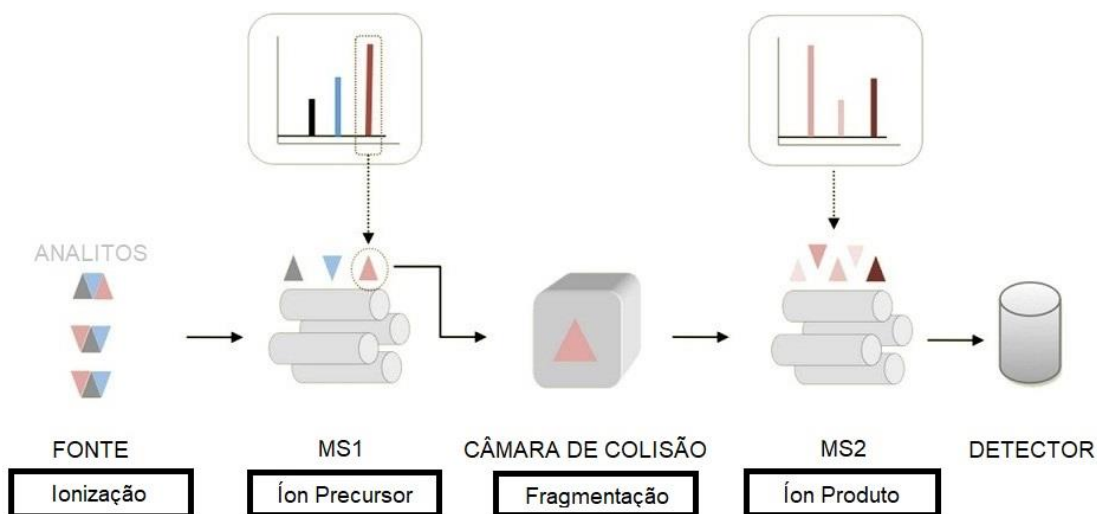 ANALITOS
FONTE
MS1
CÂMARA DE COLISÃO
MS2
DETECTOR
Ionização
Íon Precursor
Fragmentação
Íon Produto